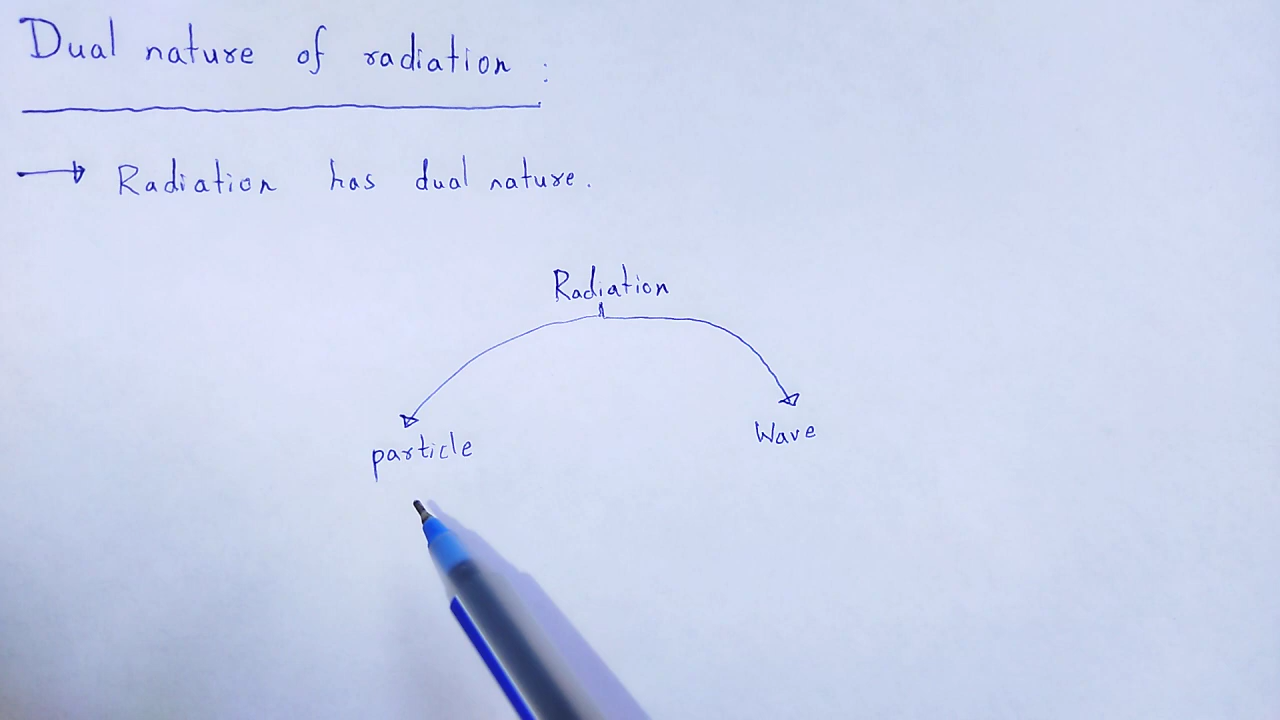 Dual nature of radiation :
Radiation has dual nature.
Radiation
particle
Wave